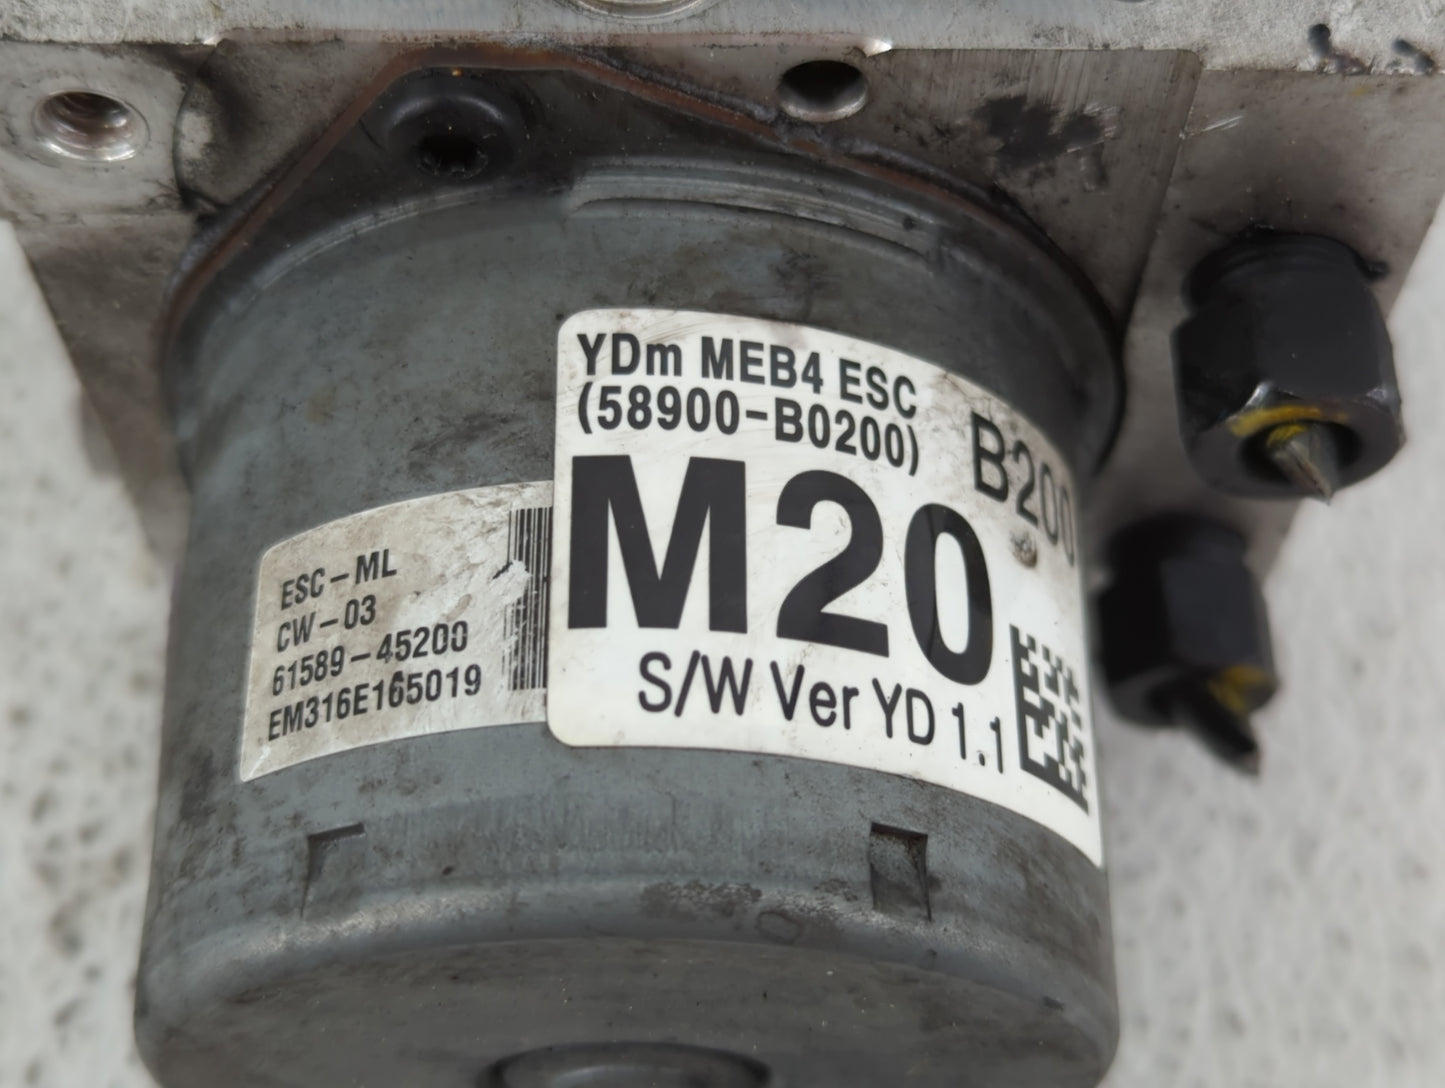 YDm MEB4 ESC
(58900-B0200)
B200
M20
S/W Ver YD 1.1
ESC-ML
CW-03
61589-45200
EM316E165019